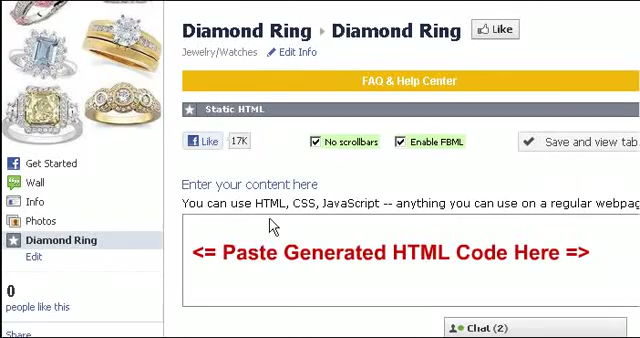 Diamond Ring ▸ Diamond Ring
Like
Jewelry/Watches
Edit Info
FAQ & Help Center
Static HTML
Like
17K
No scrollbars
Enable FBML
Save and view tab
Get Started
Wall
Info
Photos
Diamond Ring
Edit
0
people like this
Share
Enter your content here
You can use HTML, CSS, JavaScript -- anything you can use on a regular webpag
<= Paste Generated HTML Code Here =>
Chat (2)